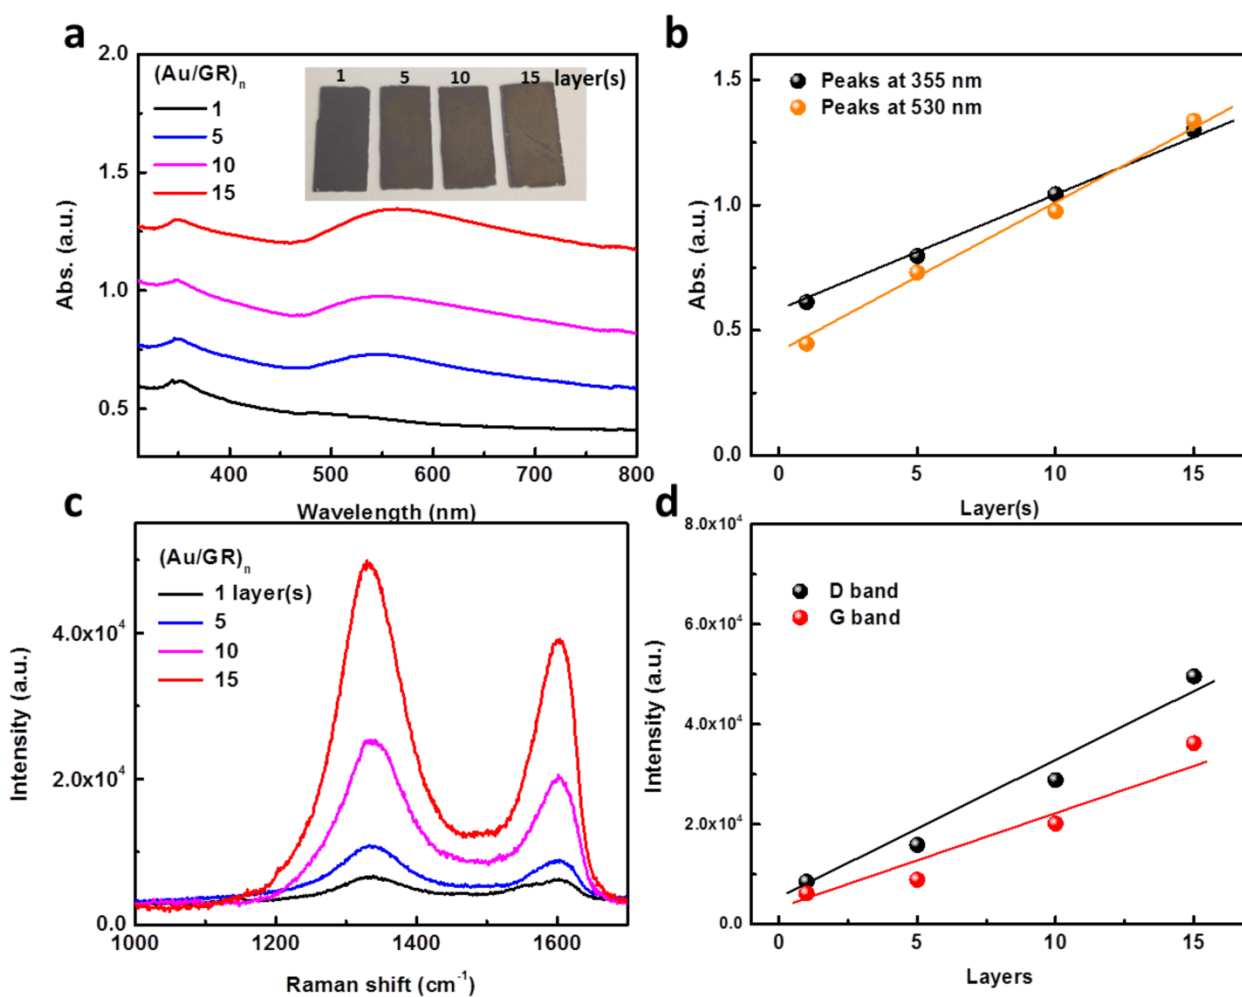 a
2.0
1.5
1.0
0.5
Abs. (a.u.)
(Au/GR)n
1
5
10
15
1 5 10 15 layer(s)
400 500 600 700 800
Wavelength (nm)
b
1.5
1.0
0.5
0.0
Abs. (a.u.)
Peaks at 355 nm
Peaks at 530 nm
0 5 10 15
Layer(s)
c
4.0x10⁴
2.0x10⁴
0.0
Intensity (a.u.)
(Au/GR)n
1 layer(s)
5
10
15
1000 1200 1400 1600
Raman shift (cm⁻¹)
d
8.0x10⁴
6.0x10⁴
4.0x10⁴
2.0x10⁴
0.0
Intensity (a.u.)
D band
G band
0 5 10 15
Layers